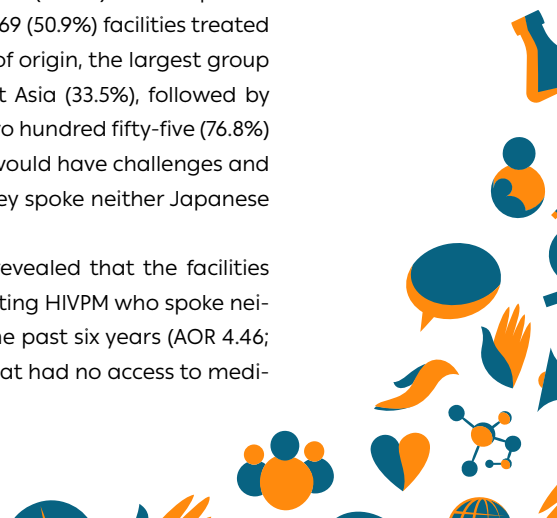 69 (50.9%) facilities treated
of origin, the largest group
t Asia (33.5%), followed by
o hundred fifty-five (76.8%)
would have challenges and
ey spoke neither Japanese
revealed that the facilities
ting HIVPM who spoke nei-
e past six years (AOR 4.46;
at had no access to medi-